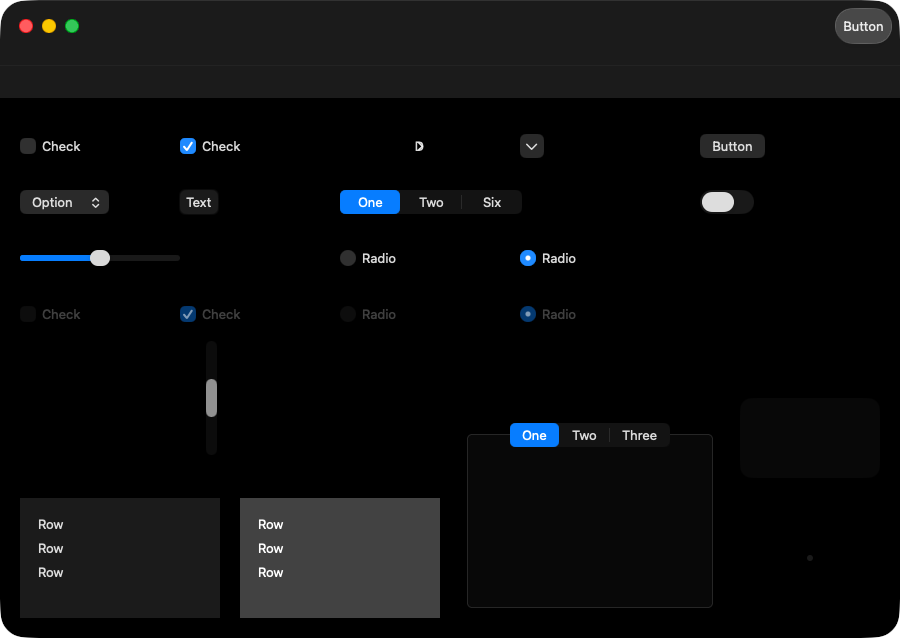 Button
Check
Check
Button
Option
Text
One
Two
Six
Radio
Radio
Check
Check
Radio
Radio
One
Two
Three
Row
Row
Row
Row
Row
Row